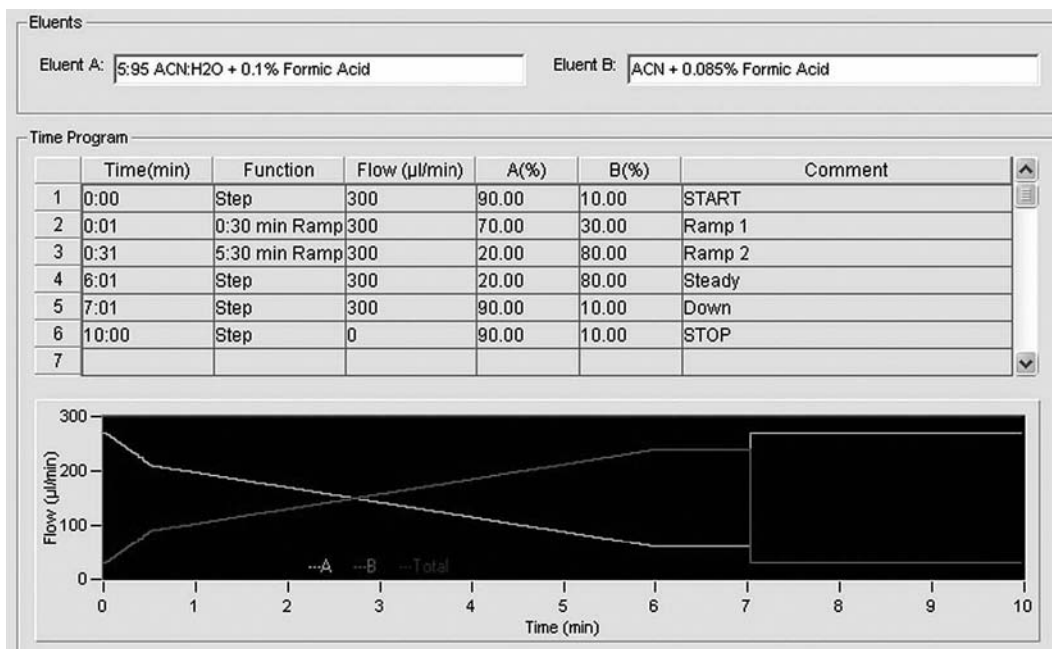 Eluents
Eluent A: 5:95 ACN:H2O + 0.1% Formic Acid Eluent B: ACN + 0.085% Formic Acid
Time Program
Time(min) Function Flow (µl/min) A(%) B(%) Comment
1 0:00 Step 300 90.00 10.00 START
2 0:01 0:30 min Ramp 300 70.00 30.00 Ramp 1
3 0:31 5:30 min Ramp 300 20.00 80.00 Ramp 2
4 6:01 Step 300 20.00 80.00 Steady
5 7:01 Step 300 90.00 10.00 Down
6 10:00 Step 0 90.00 10.00 STOP
7
300
200
100
0
Flow (µl/min)
---A ---B ---Total
0 1 2 3 4 5 6 7 8 9 10
Time (min)